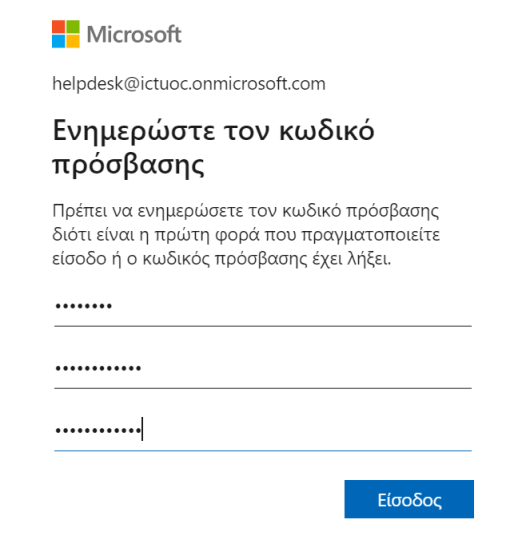 Microsoft
helpdesk@ictuoc.onmicrosoft.com
Ενημερώστε τον κωδικό
πρόσβασης
Πρέπει να ενημερώσετε τον κωδικό πρόσβασης
διότι είναι η πρώτη φορά που πραγματοποιείτε
είσοδο ή ο κωδικός πρόσβασης έχει λήξει.
••••••••
••••••••••••
••••••••••••
Είσοδος